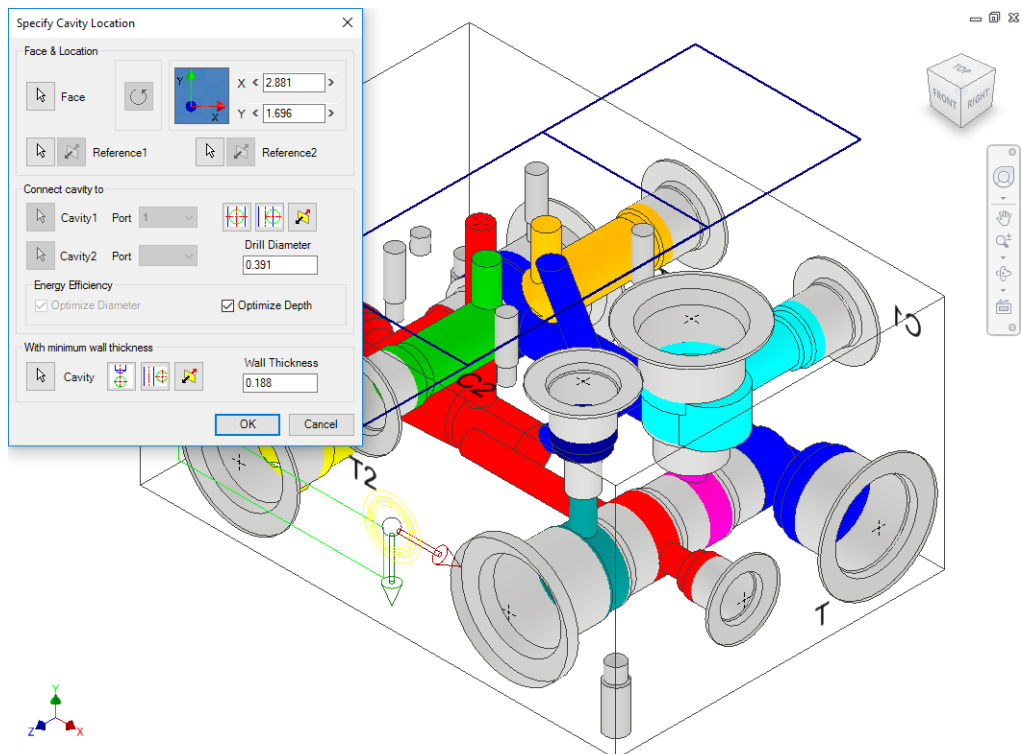 Specify Cavity Location
Face & Location
Face
Y
X
X < 2.881 >
Y < 1.696 >
Reference1
Reference2
Connect cavity to
Cavity1 Port 1
Cavity2 Port
Drill Diameter
0.391
Energy Efficiency
Optimize Diameter
Optimize Depth
With minimum wall thickness
Cavity
Wall Thickness
0.188
OK
Cancel
TOP
FRONT
RIGHT
C1
C2
T2
T
Y
Z
X